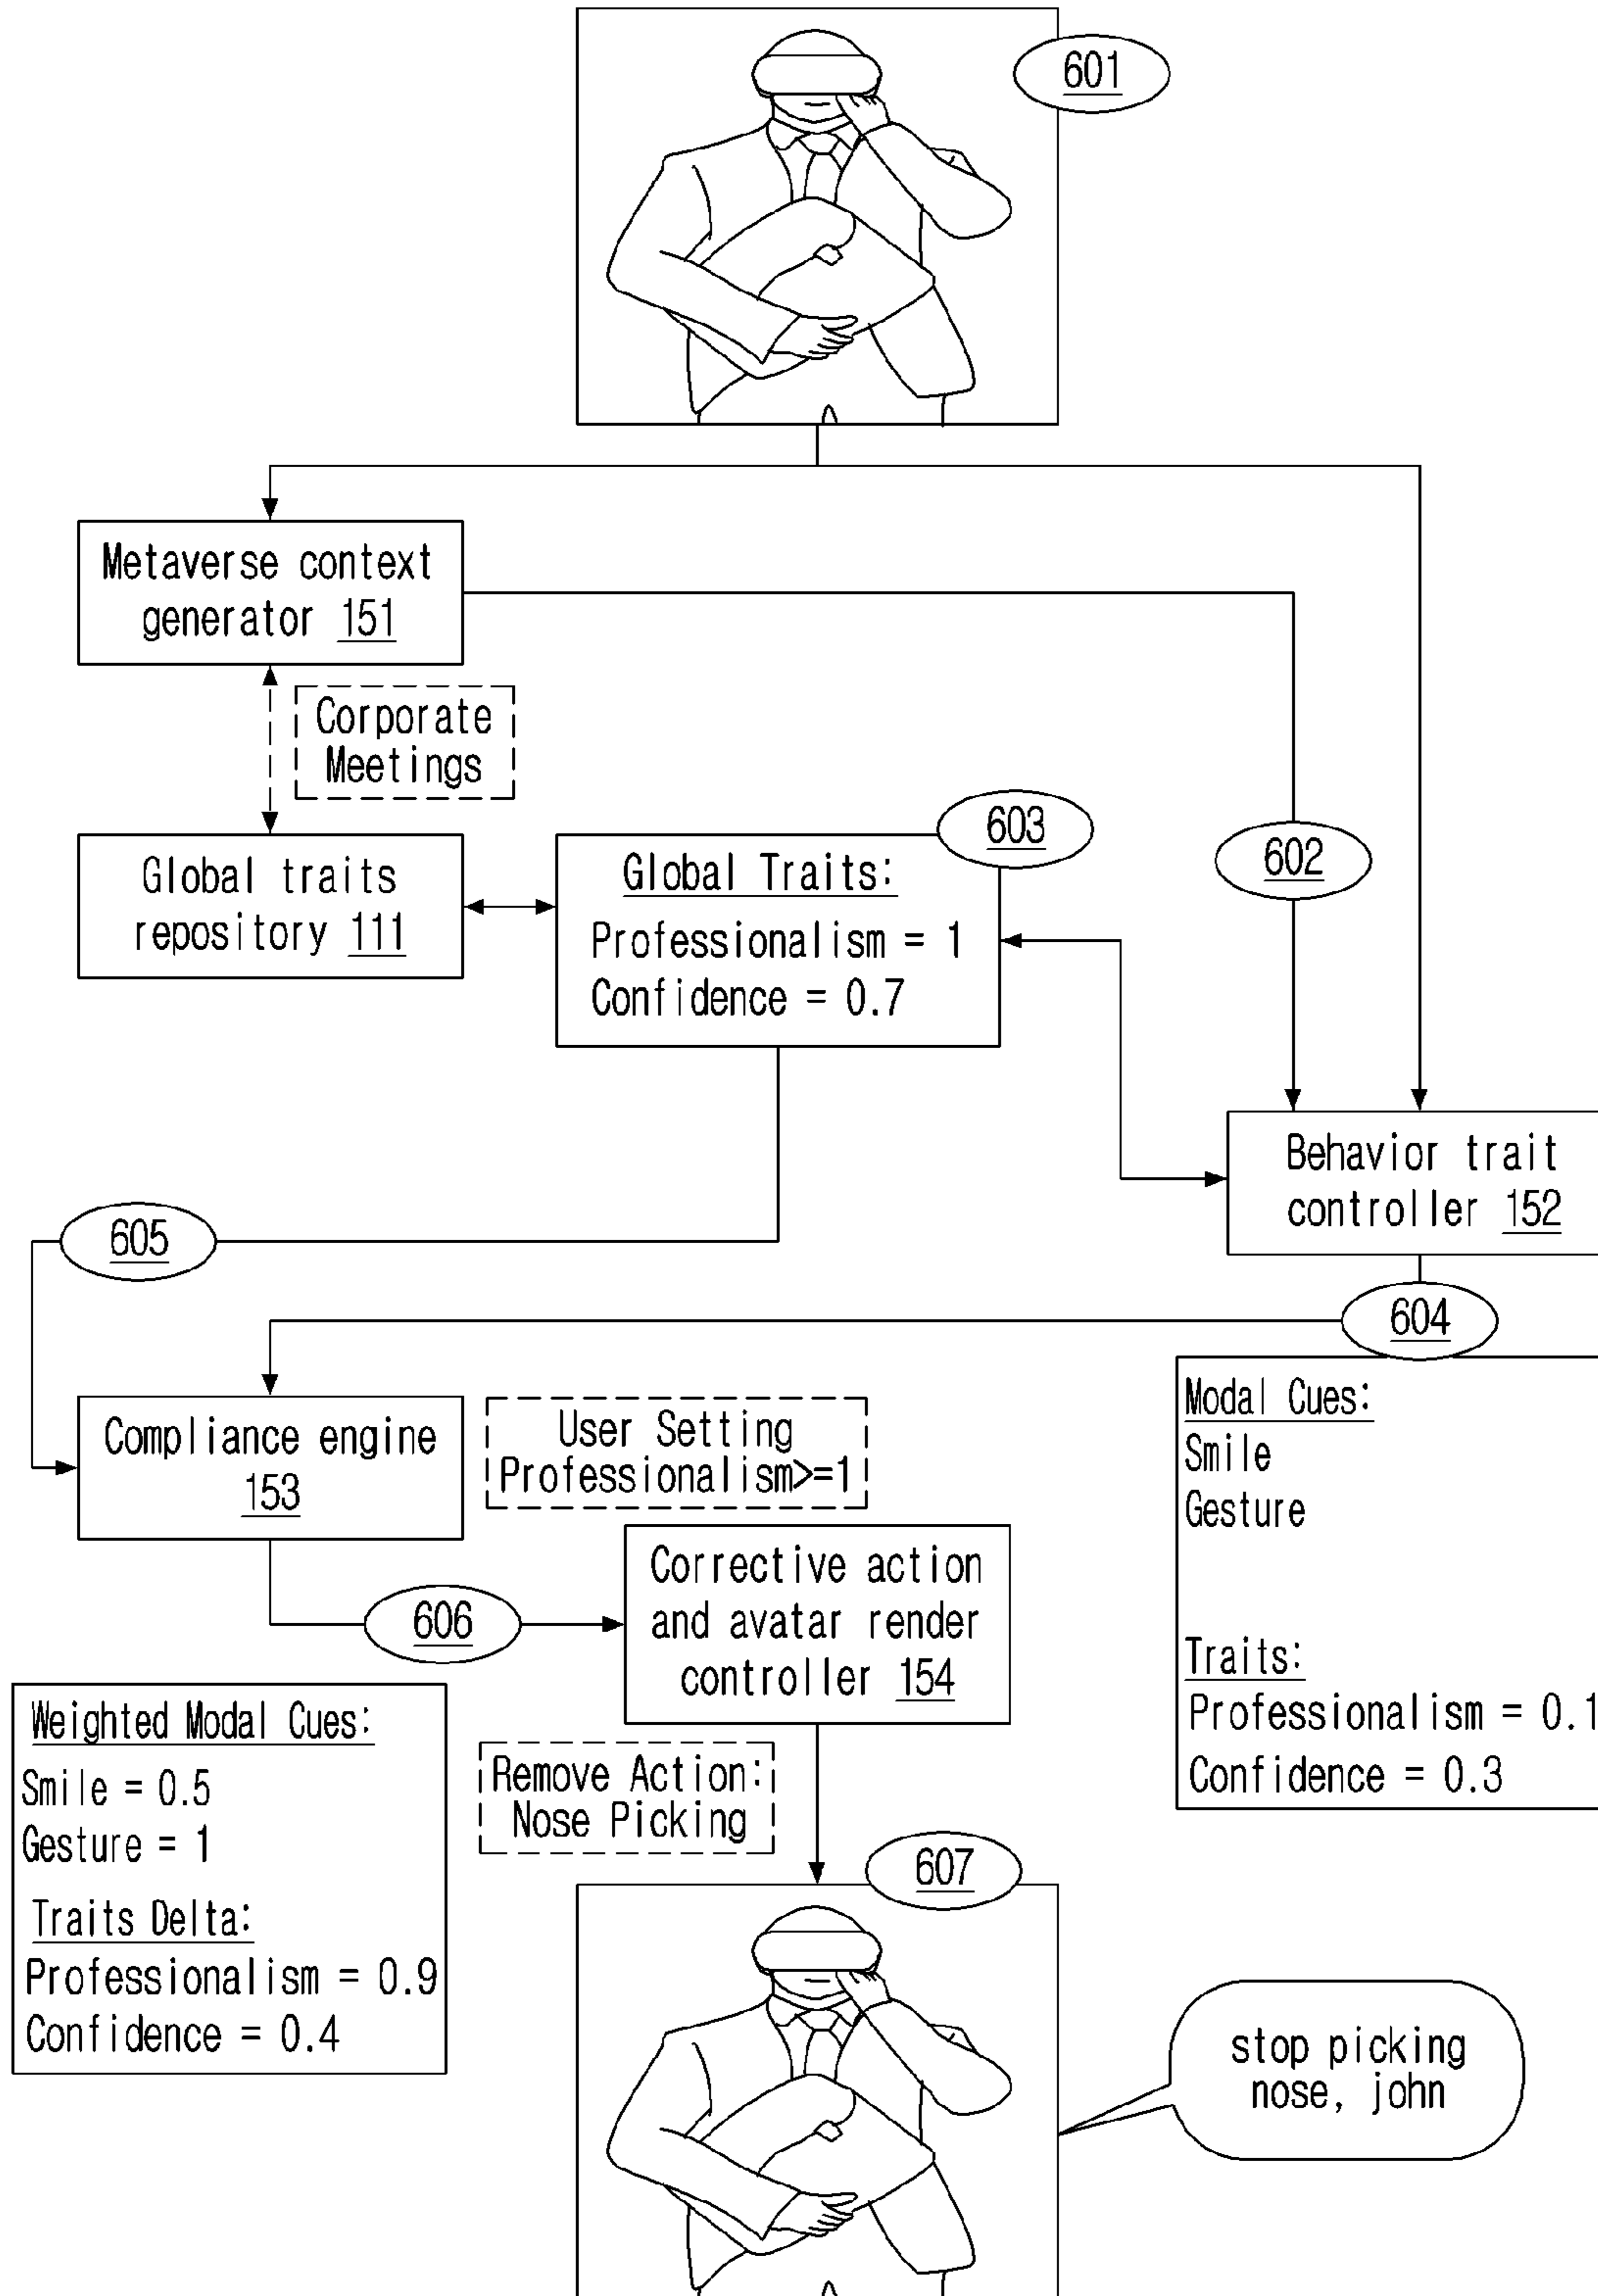 601
Metaverse context
generator 151
Corporate
Meetings
603
602
Global traits
repository 111
Global Traits:
Professionalism = 1
Confidence = 0.7
Behavior trait
controller 152
605
604
Compliance engine
153
User Setting
Professionalism>=1
Modal Cues:
Smile
Gesture
Traits:
Professionalism = 0.1
Confidence = 0.3
606
Corrective action
and avatar render
controller 154
Weighted Modal Cues:
Smile = 0.5
Gesture = 1
Traits Delta:
Professionalism = 0.9
Confidence = 0.4
Remove Action:
Nose Picking
607
stop picking
nose, john